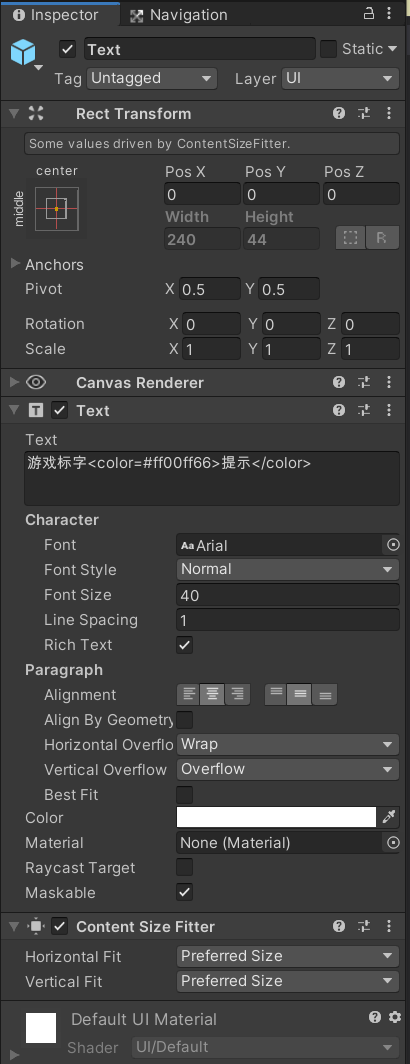 Inspector Navigation
Text Static
Tag Untagged Layer UI
Rect Transform
Some values driven by ContentSizeFitter.
center Pos X Pos Y Pos Z
middle 0 0 0
Width Height
240 44 R
Anchors
Pivot X 0.5 Y 0.5
Rotation X 0 Y 0 Z 0
Scale X 1 Y 1 Z 1
Canvas Renderer
T Text
Text
游戏标字<color=#ff00ff66>提示</color>
Character
Font Aa Arial
Font Style Normal
Font Size 40
Line Spacing 1
Rich Text
Paragraph
Alignment
Align By Geometry
Horizontal Overflo Wrap
Vertical Overflow Overflow
Best Fit
Color
Material None (Material)
Raycast Target
Maskable
Content Size Fitter
Horizontal Fit Preferred Size
Vertical Fit Preferred Size
Default UI Material
Shader UI/Default